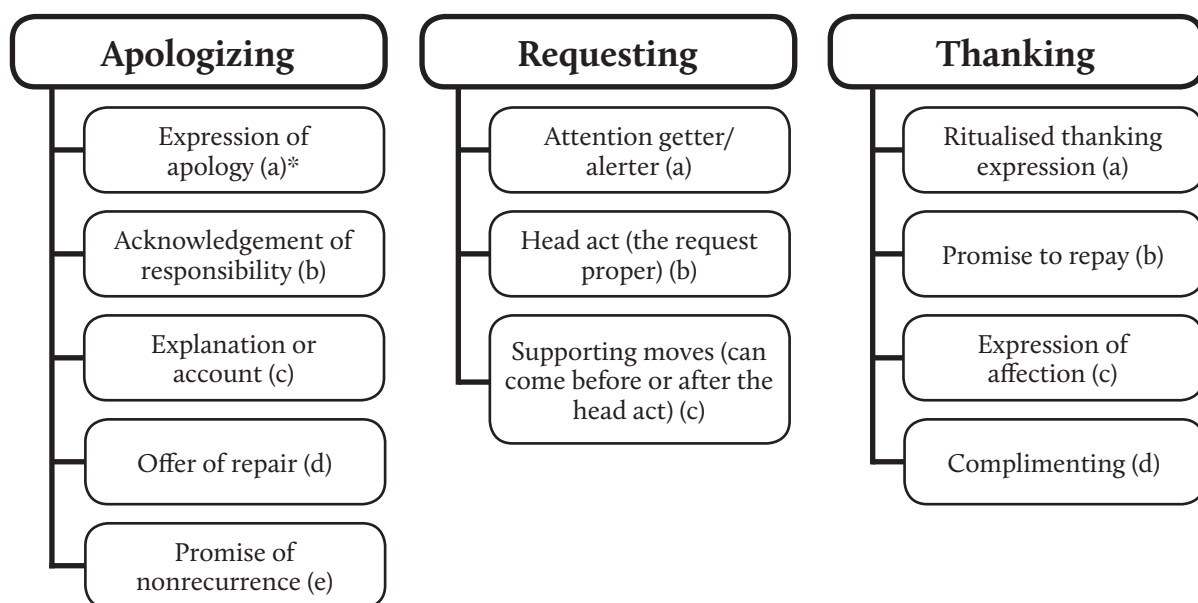 Apologizing
Expression of
apology (a)*
Acknowledgement of
responsibility (b)
Explanation or
account (c)
Offer of repair (d)
Promise of
nonrecurrence (e)
Requesting
Attention getter/
alerter (a)
Head act (the request
proper) (b)
Supporting moves (can
come before or after the
head act) (c)
Thanking
Ritualised thanking
expression (a)
Promise to repay (b)
Expression of
affection (c)
Complimenting (d)